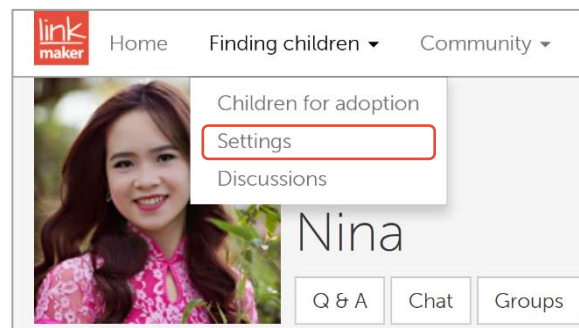 link
maker
Home Finding children Community
Children for adoption
Settings
Discussions
Nina
Q & A Chat Groups